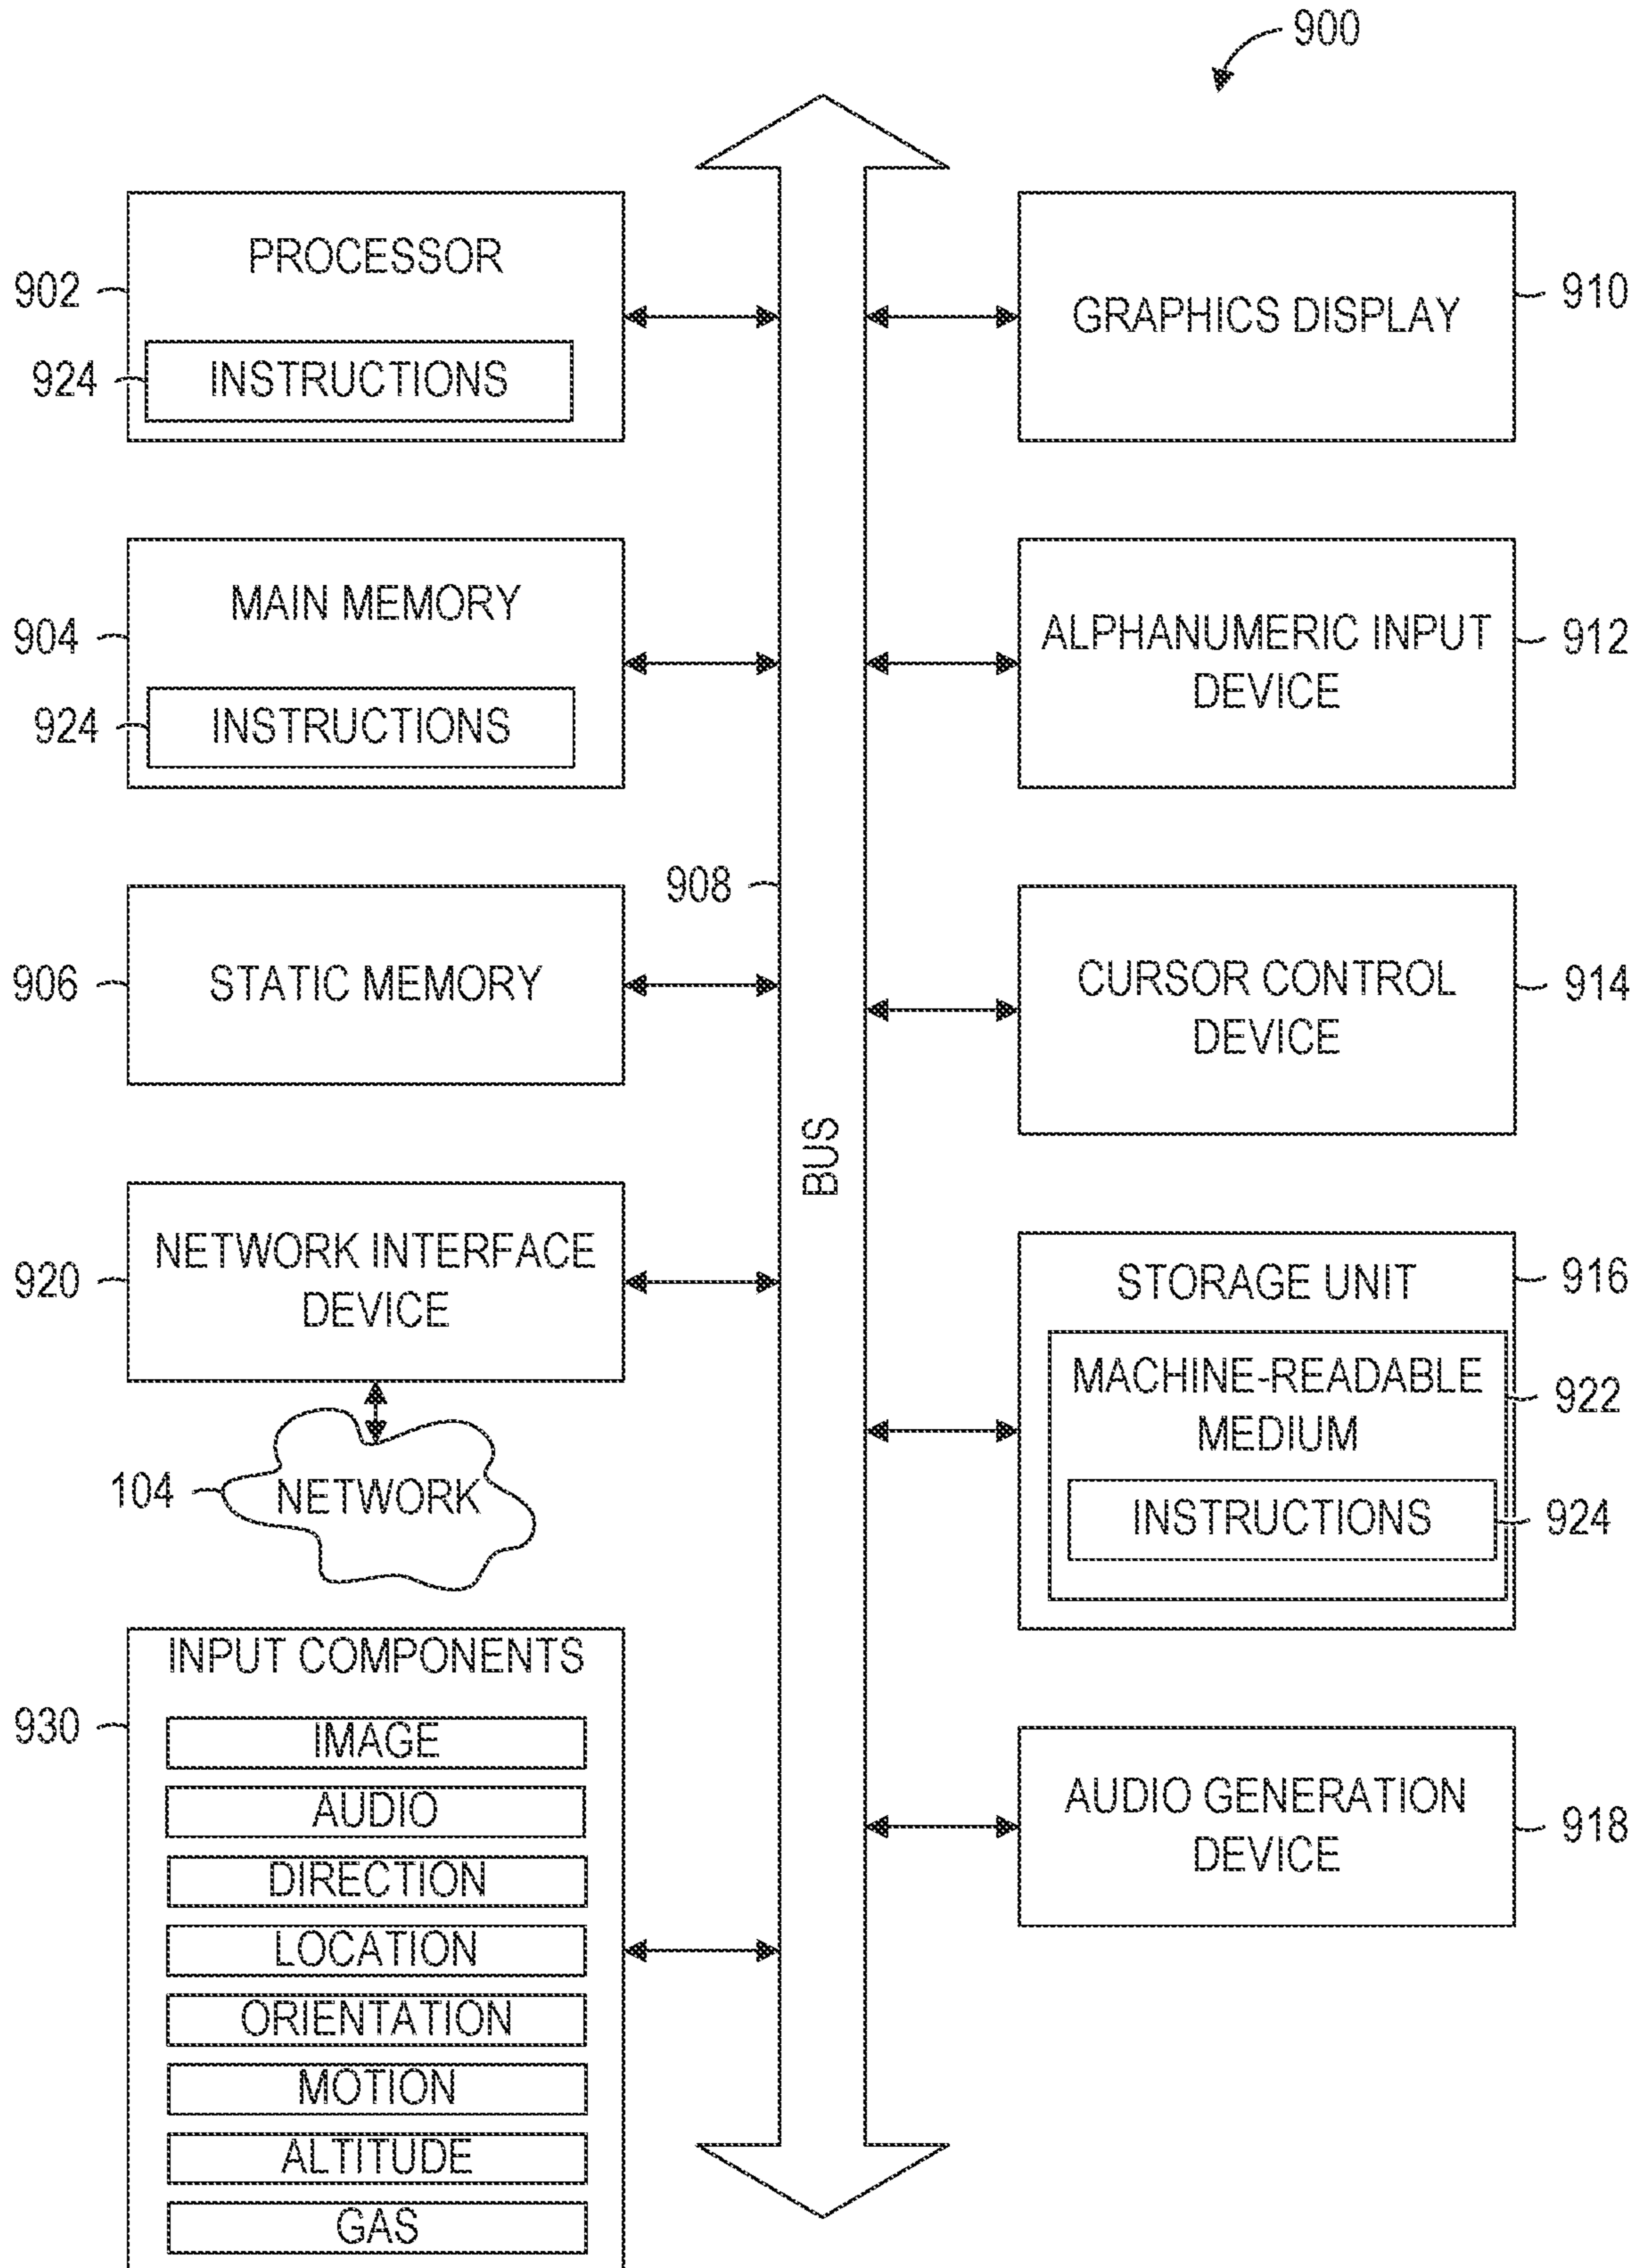 900
PROCESSOR
902
924
INSTRUCTIONS
GRAPHICS DISPLAY
910
MAIN MEMORY
904
924
INSTRUCTIONS
ALPHANUMERIC INPUT
DEVICE
912
908
906
STATIC MEMORY
CURSOR CONTROL
DEVICE
914
BUS
920
NETWORK INTERFACE
DEVICE
104
NETWORK
STORAGE UNIT
916
MACHINE-READABLE
MEDIUM
922
INSTRUCTIONS
924
INPUT COMPONENTS
930
IMAGE
AUDIO
DIRECTION
LOCATION
ORIENTATION
MOTION
ALTITUDE
GAS
AUDIO GENERATION
DEVICE
918